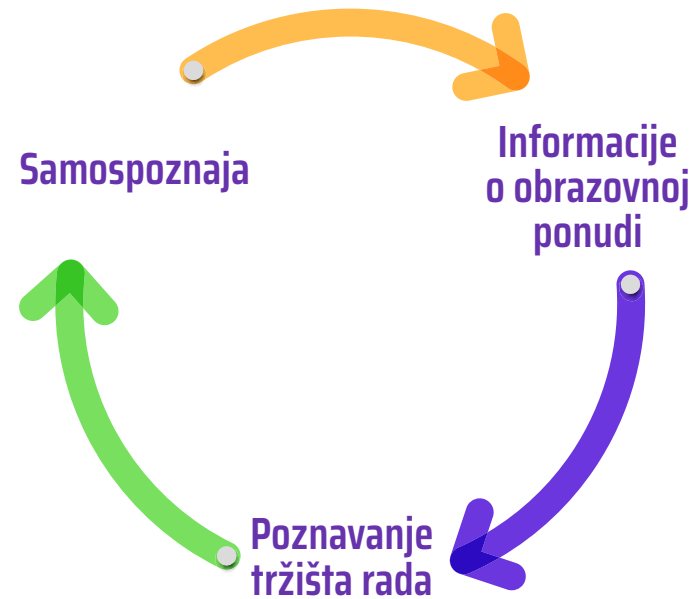 Samospoznaja
Informacije
o obrazovnoj
ponudi
Poznavanje
tržišta rada